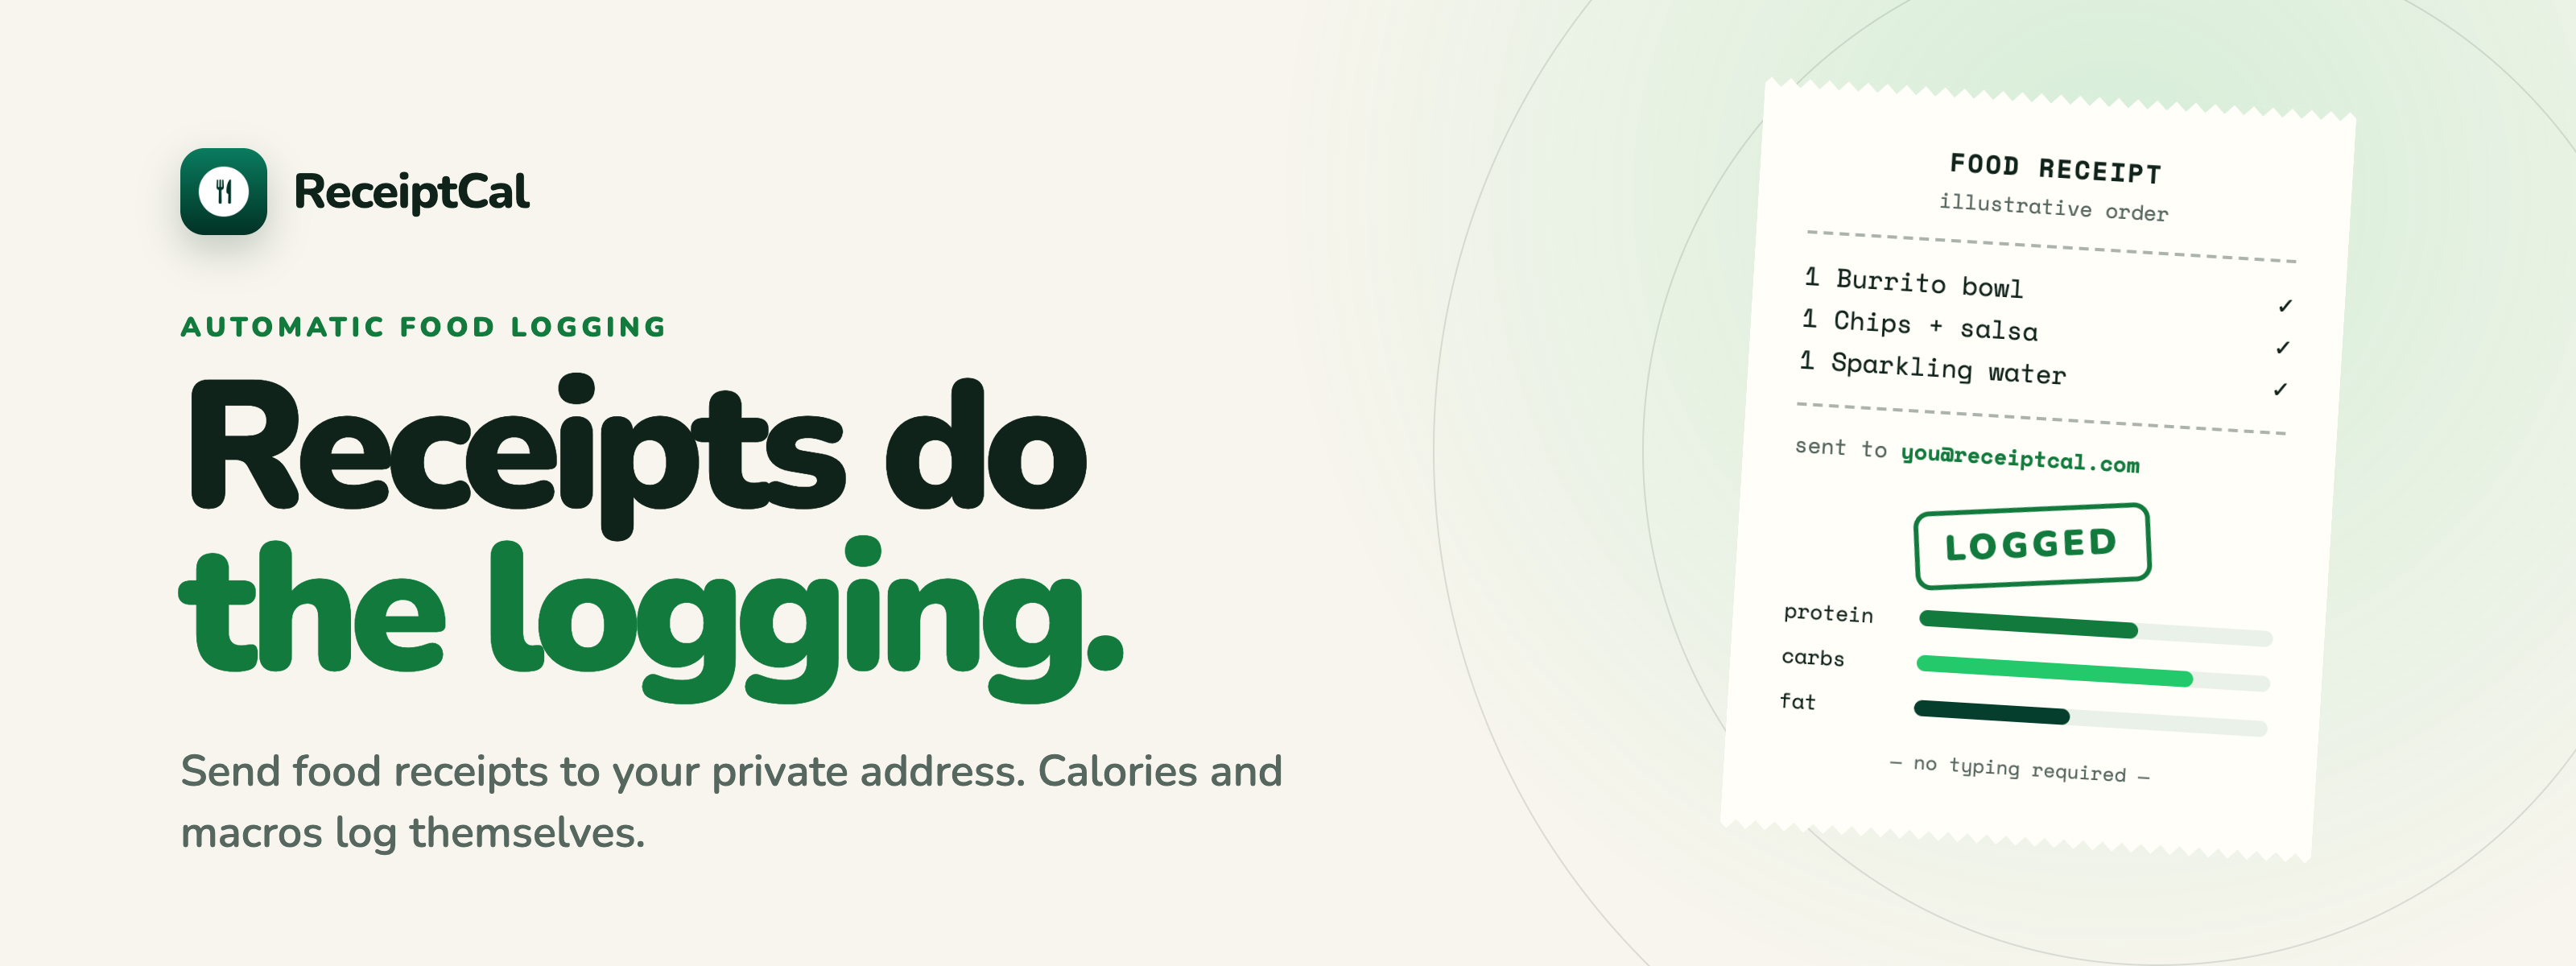 ReceiptCal
AUTOMATIC FOOD LOGGING
Receipts do
the logging.
Send food receipts to your private address. Calories and
macros log themselves.
FOOD RECEIPT
illustrative order
1 Burrito bowl ✓
1 Chips + salsa ✓
1 Sparkling water ✓
sent to you@receiptcal.com
LOGGED
protein
carbs
fat
— no typing required —